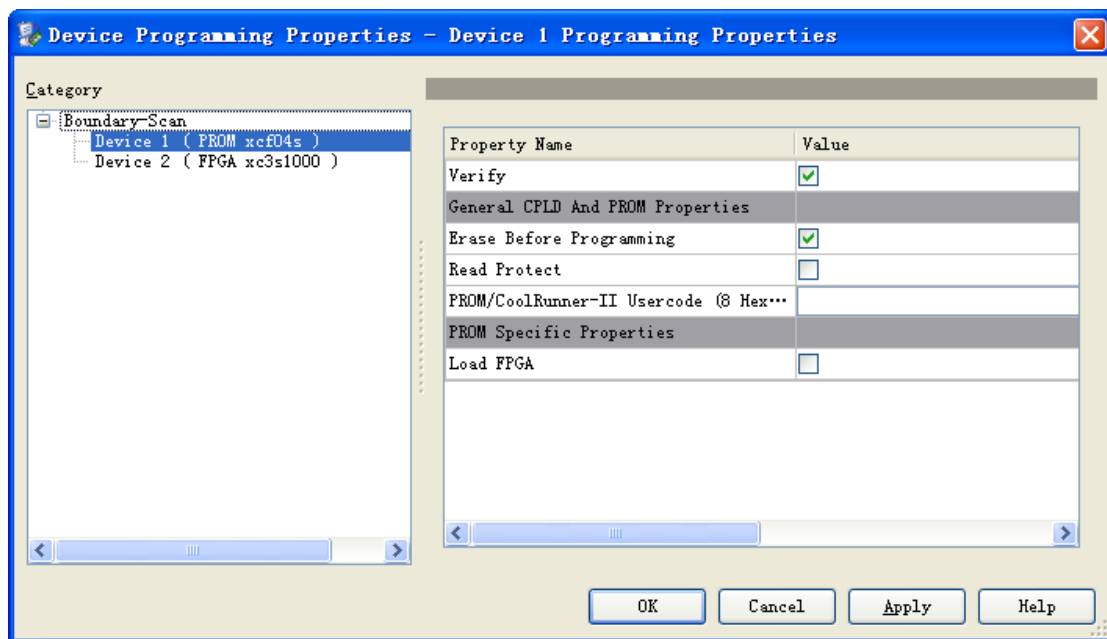 Device Programming Properties - Device 1 Programming Properties
Category
Boundary-Scan
Device 1 ( PROM xcf04s )
Device 2 ( FPGA xc3s1000 )
Property Name Value
Verify
General CPLD And PROM Properties
Erase Before Programming
Read Protect
PROM/CoolRunner-II Usercode (8 Hex···
PROM Specific Properties
Load FPGA
OK Cancel Apply Help